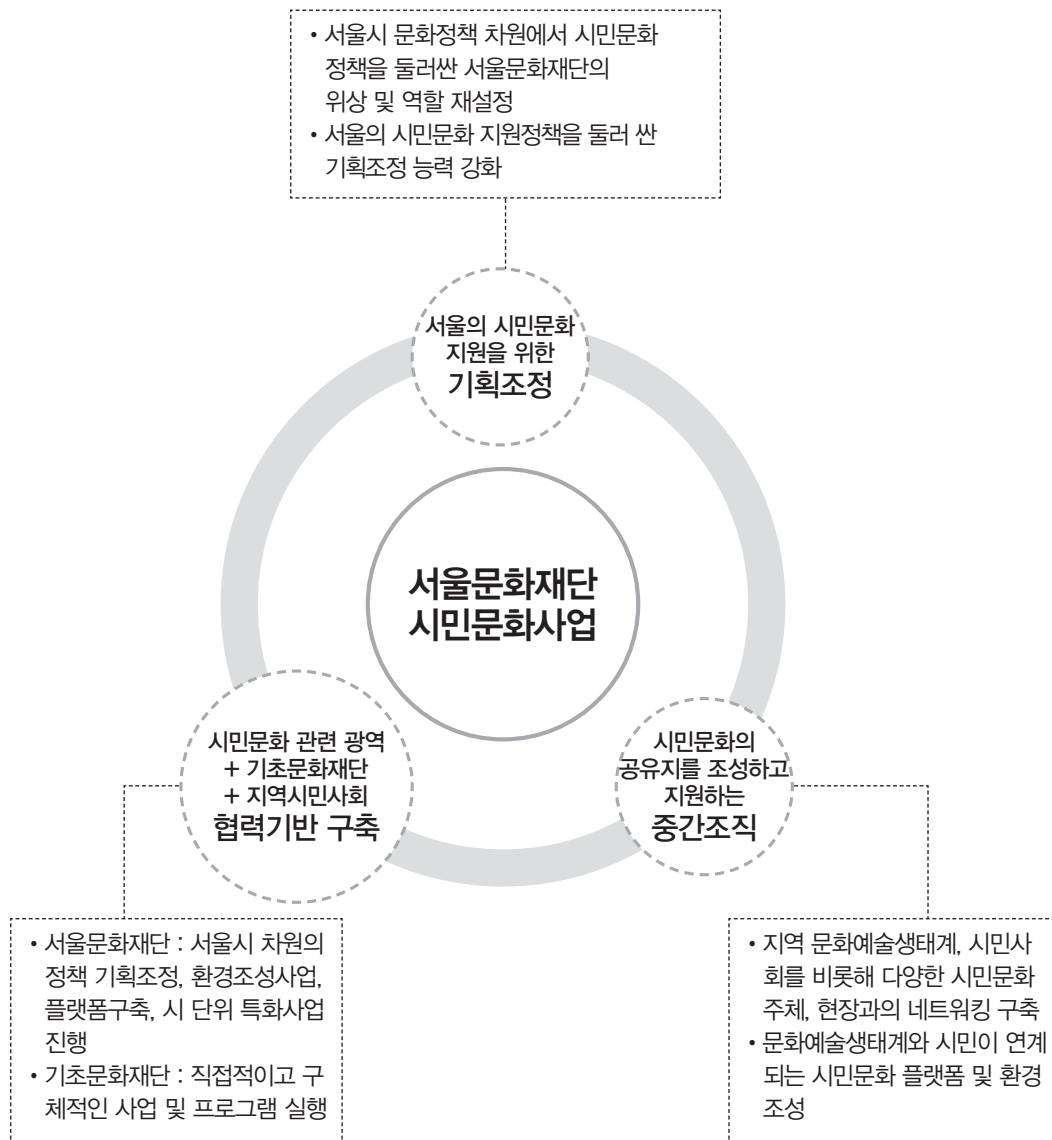 • 서울시 문화정책 차원에서 시민문화
정책을 둘러싼 서울문화재단의
위상 및 역할 재설정
• 서울의 시민문화 지원정책을 둘러 싼
기획조정 능력 강화
서울의 시민문화
지원을 위한
기획조정
서울문화재단
시민문화사업
시민문화 관련 광역
+ 기초문화재단
+ 지역시민사회
협력기반 구축
시민문화의
공유지를 조성하고
지원하는
중간조직
• 서울문화재단 : 서울시 차원의
정책 기획조정, 환경조성사업,
플랫폼구축, 시 단위 특화사업
진행
• 기초문화재단 : 직접적이고 구
체적인 사업 및 프로그램 실행
• 지역 문화예술생태계, 시민사
회를 비롯해 다양한 시민문화
주체, 현장과의 네트워킹 구축
• 문화예술생태계와 시민이 연계
되는 시민문화 플랫폼 및 환경
조성